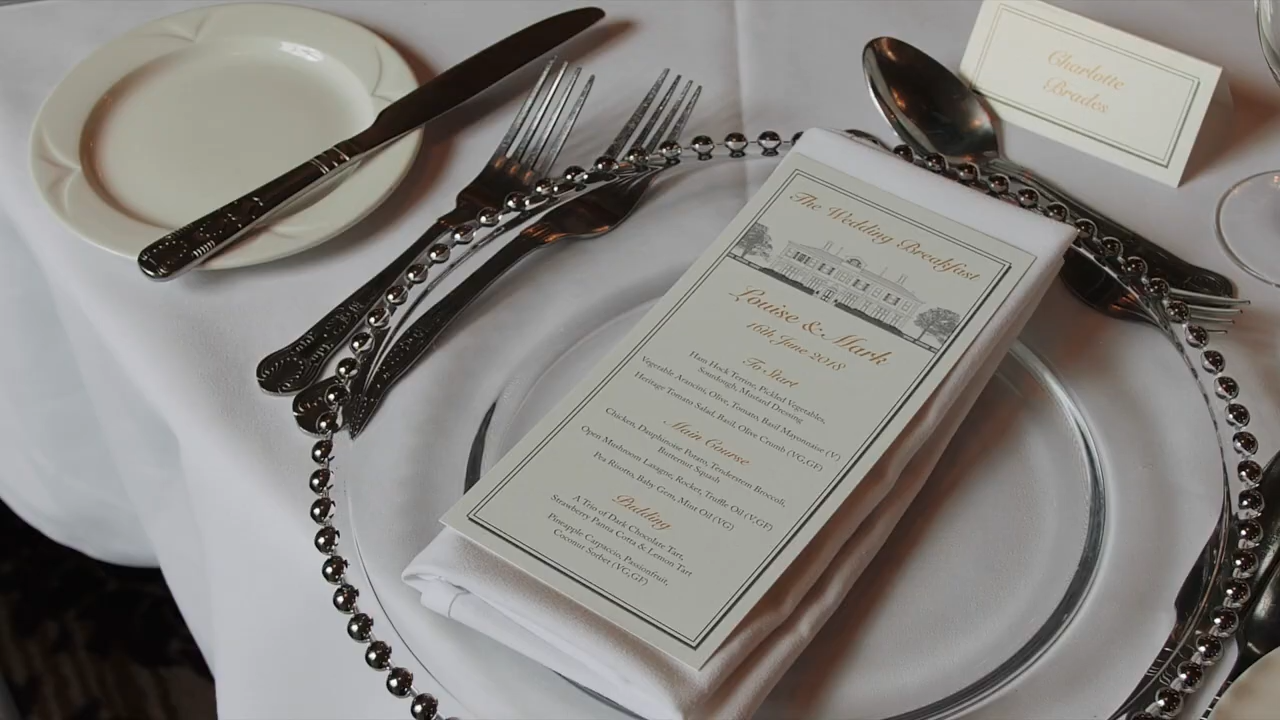 Charlotte
Brades
The Wedding Breakfast
Louise & Mark
16th June 2018
To Start
Ham Hock Terrine, Pickled Vegetables,
Sourdough, Mustard Dressing
Vegetable Arancini, Olive, Tomato, Basil Mayonnaise (V)
Heritage Tomato Salad, Basil, Olive Crumb (VG,GF)
Main Course
Chicken, Dauphinoise Potato, Tenderstem Broccoli,
Butternut Squash
Open Mushroom Lasagne, Rocket, Truffle Oil (V,GF)
Pea Risotto, Baby Gem, Mint Oil (VG)
Pudding
A Trio of Dark Chocolate Tart,
Strawberry Panna Cotta & Lemon Tart
Pineapple Carpaccio, Passionfruit,
Coconut Sorbet (VG,GF)